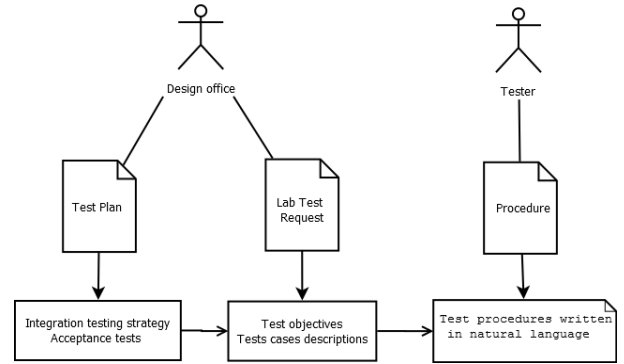 Design office
Tester
Test Plan
Lab Test
Request
Procedure
Integration testing strategy
Acceptance tests
Test objectives
Tests cases descriptions
Test procedures written
in natural language